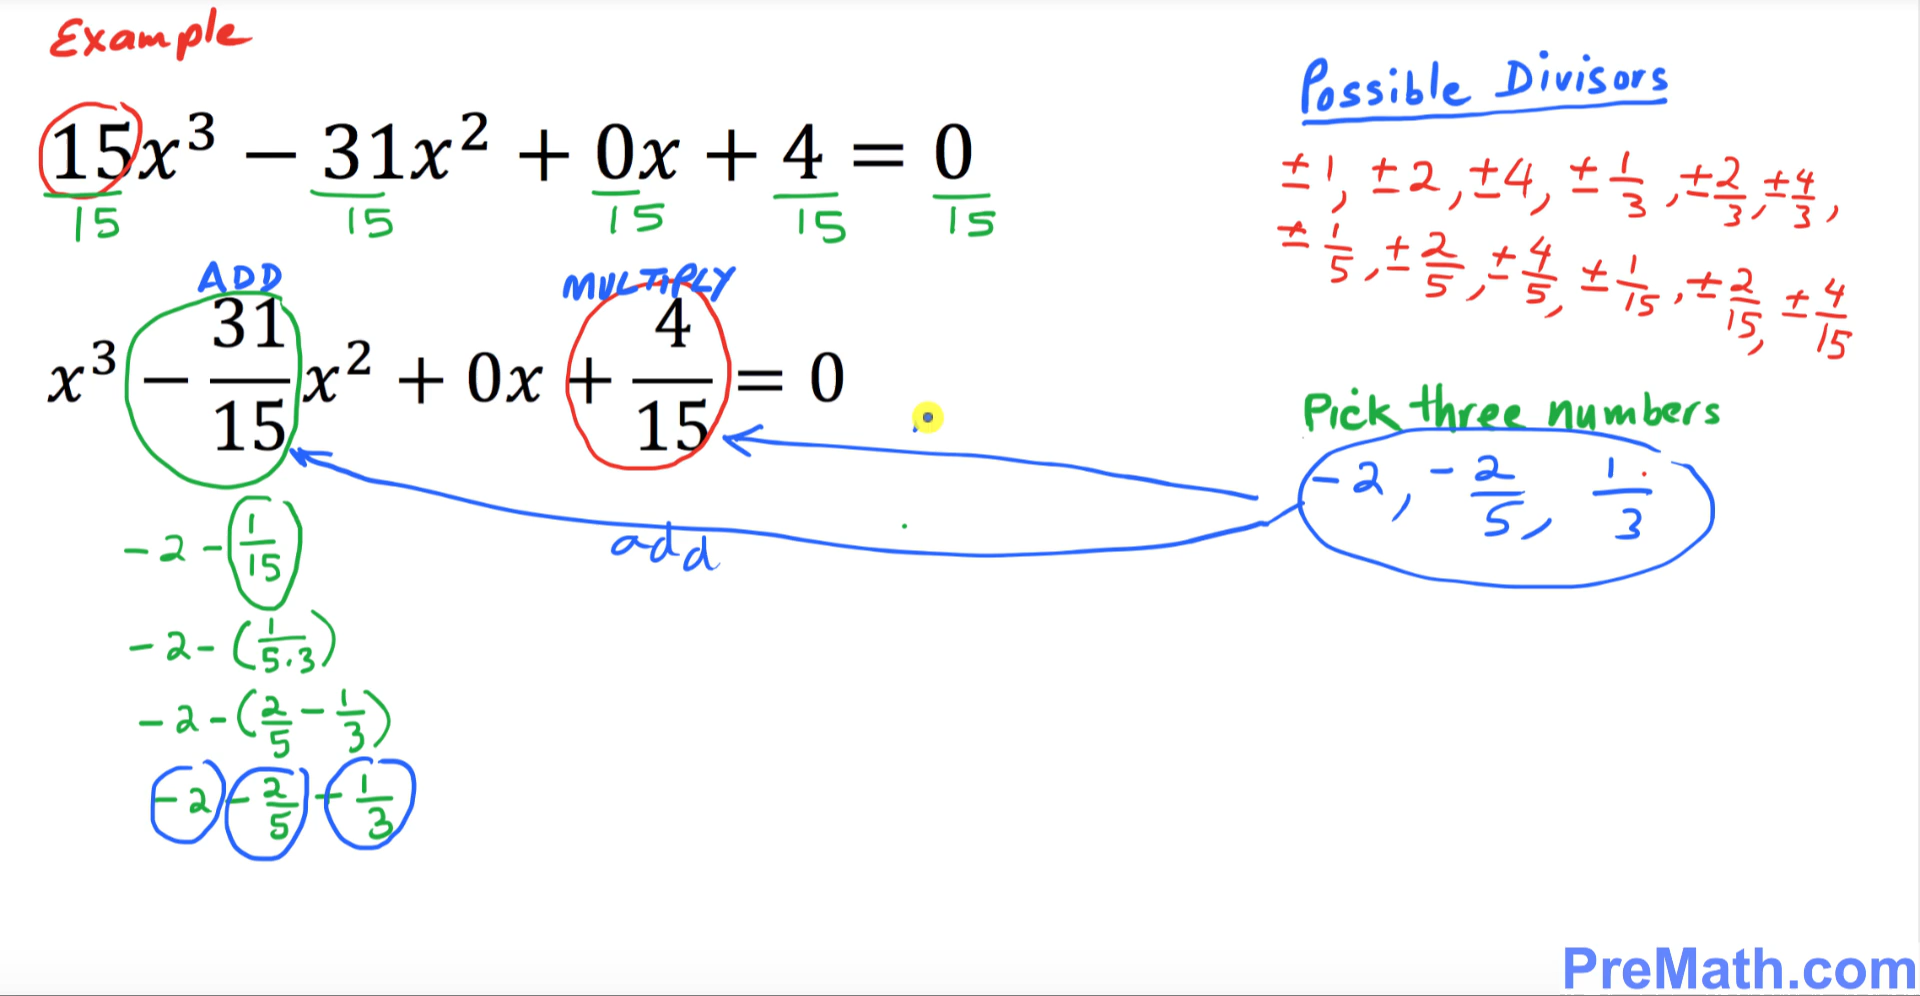 Example
15x³ − 31x² + 0x + 4 = 0
15 15 15 15 15
ADD MULTIPLY
x³ − 31/15 x² + 0x + 4/15 = 0
add
-2 - 1/15
-2 - (1/5·3)
-2 - (2/5 - 1/3)
-2 - 2/5 + 1/3
Possible Divisors
±1, ±2, ±4, ±1/3, ±2/3, ±4/3,
±1/5, ±2/5, ±4/5, ±1/15, ±2/15, ±4/15
Pick three numbers
-2, -2/5, 1/3
PreMath.com